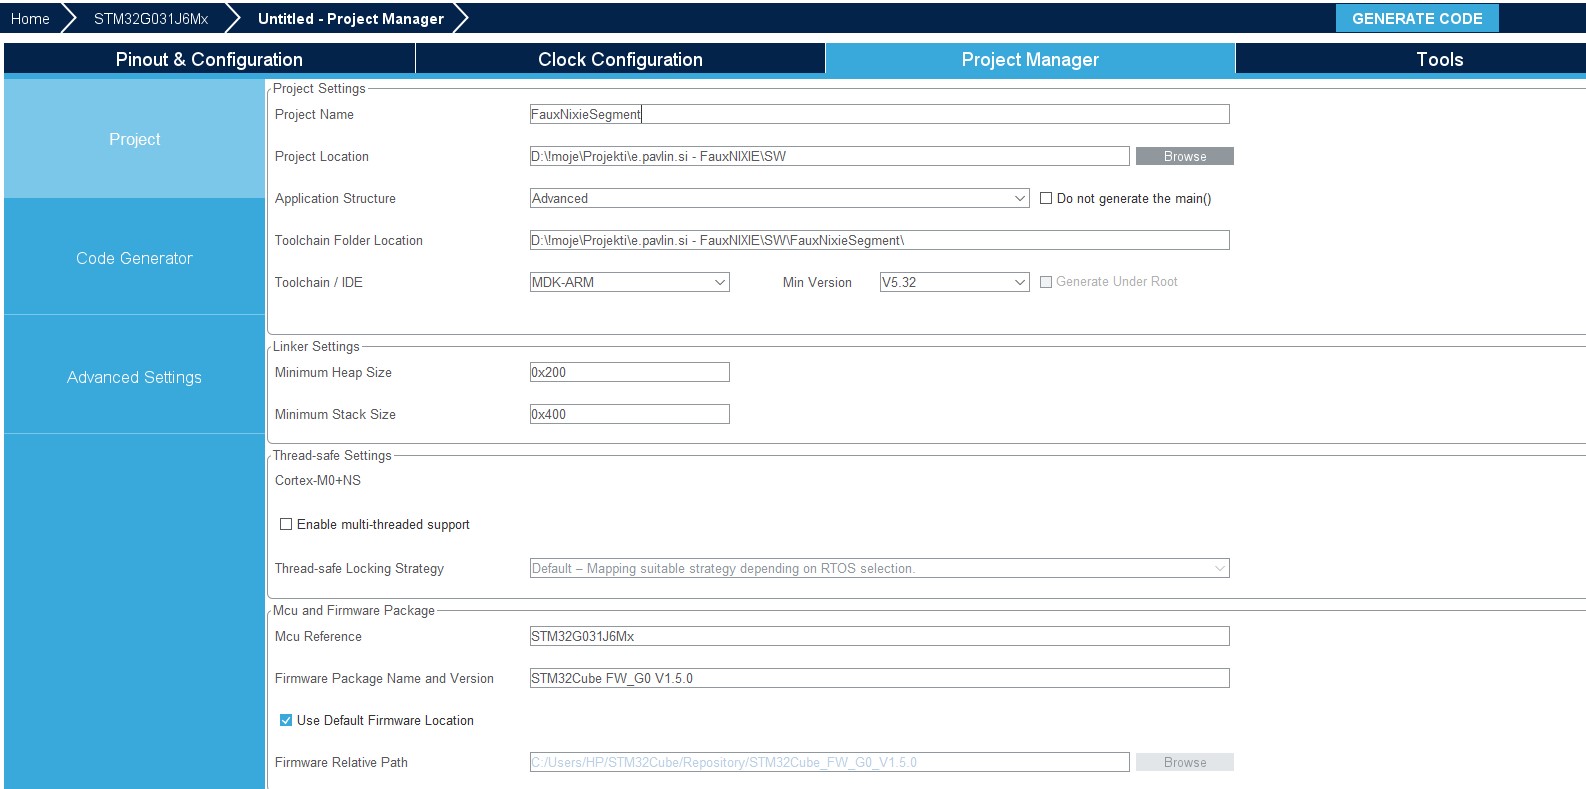 Home STM32G031J6Mx Untitled - Project Manager GENERATE CODE
Pinout & Configuration Clock Configuration Project Manager Tools
Project
Code Generator
Advanced Settings
Project Settings
Project Name FauxNixieSegment
Project Location D:\!moje\Projekti\e.pavlin.si - FauxNIXIE\SW Browse
Application Structure Advanced Do not generate the main()
Toolchain Folder Location D:\!moje\Projekti\e.pavlin.si - FauxNIXIE\SW\FauxNixieSegment\
Toolchain / IDE MDK-ARM Min Version V5.32 Generate Under Root
Linker Settings
Minimum Heap Size 0x200
Minimum Stack Size 0x400
Thread-safe Settings
Cortex-M0+NS
Enable multi-threaded support
Thread-safe Locking Strategy Default – Mapping suitable strategy depending on RTOS selection.
Mcu and Firmware Package
Mcu Reference STM32G031J6Mx
Firmware Package Name and Version STM32Cube FW_G0 V1.5.0
Use Default Firmware Location
Firmware Relative Path C:/Users/HP/STM32Cube/Repository/STM32Cube_FW_G0_V1.5.0 Browse